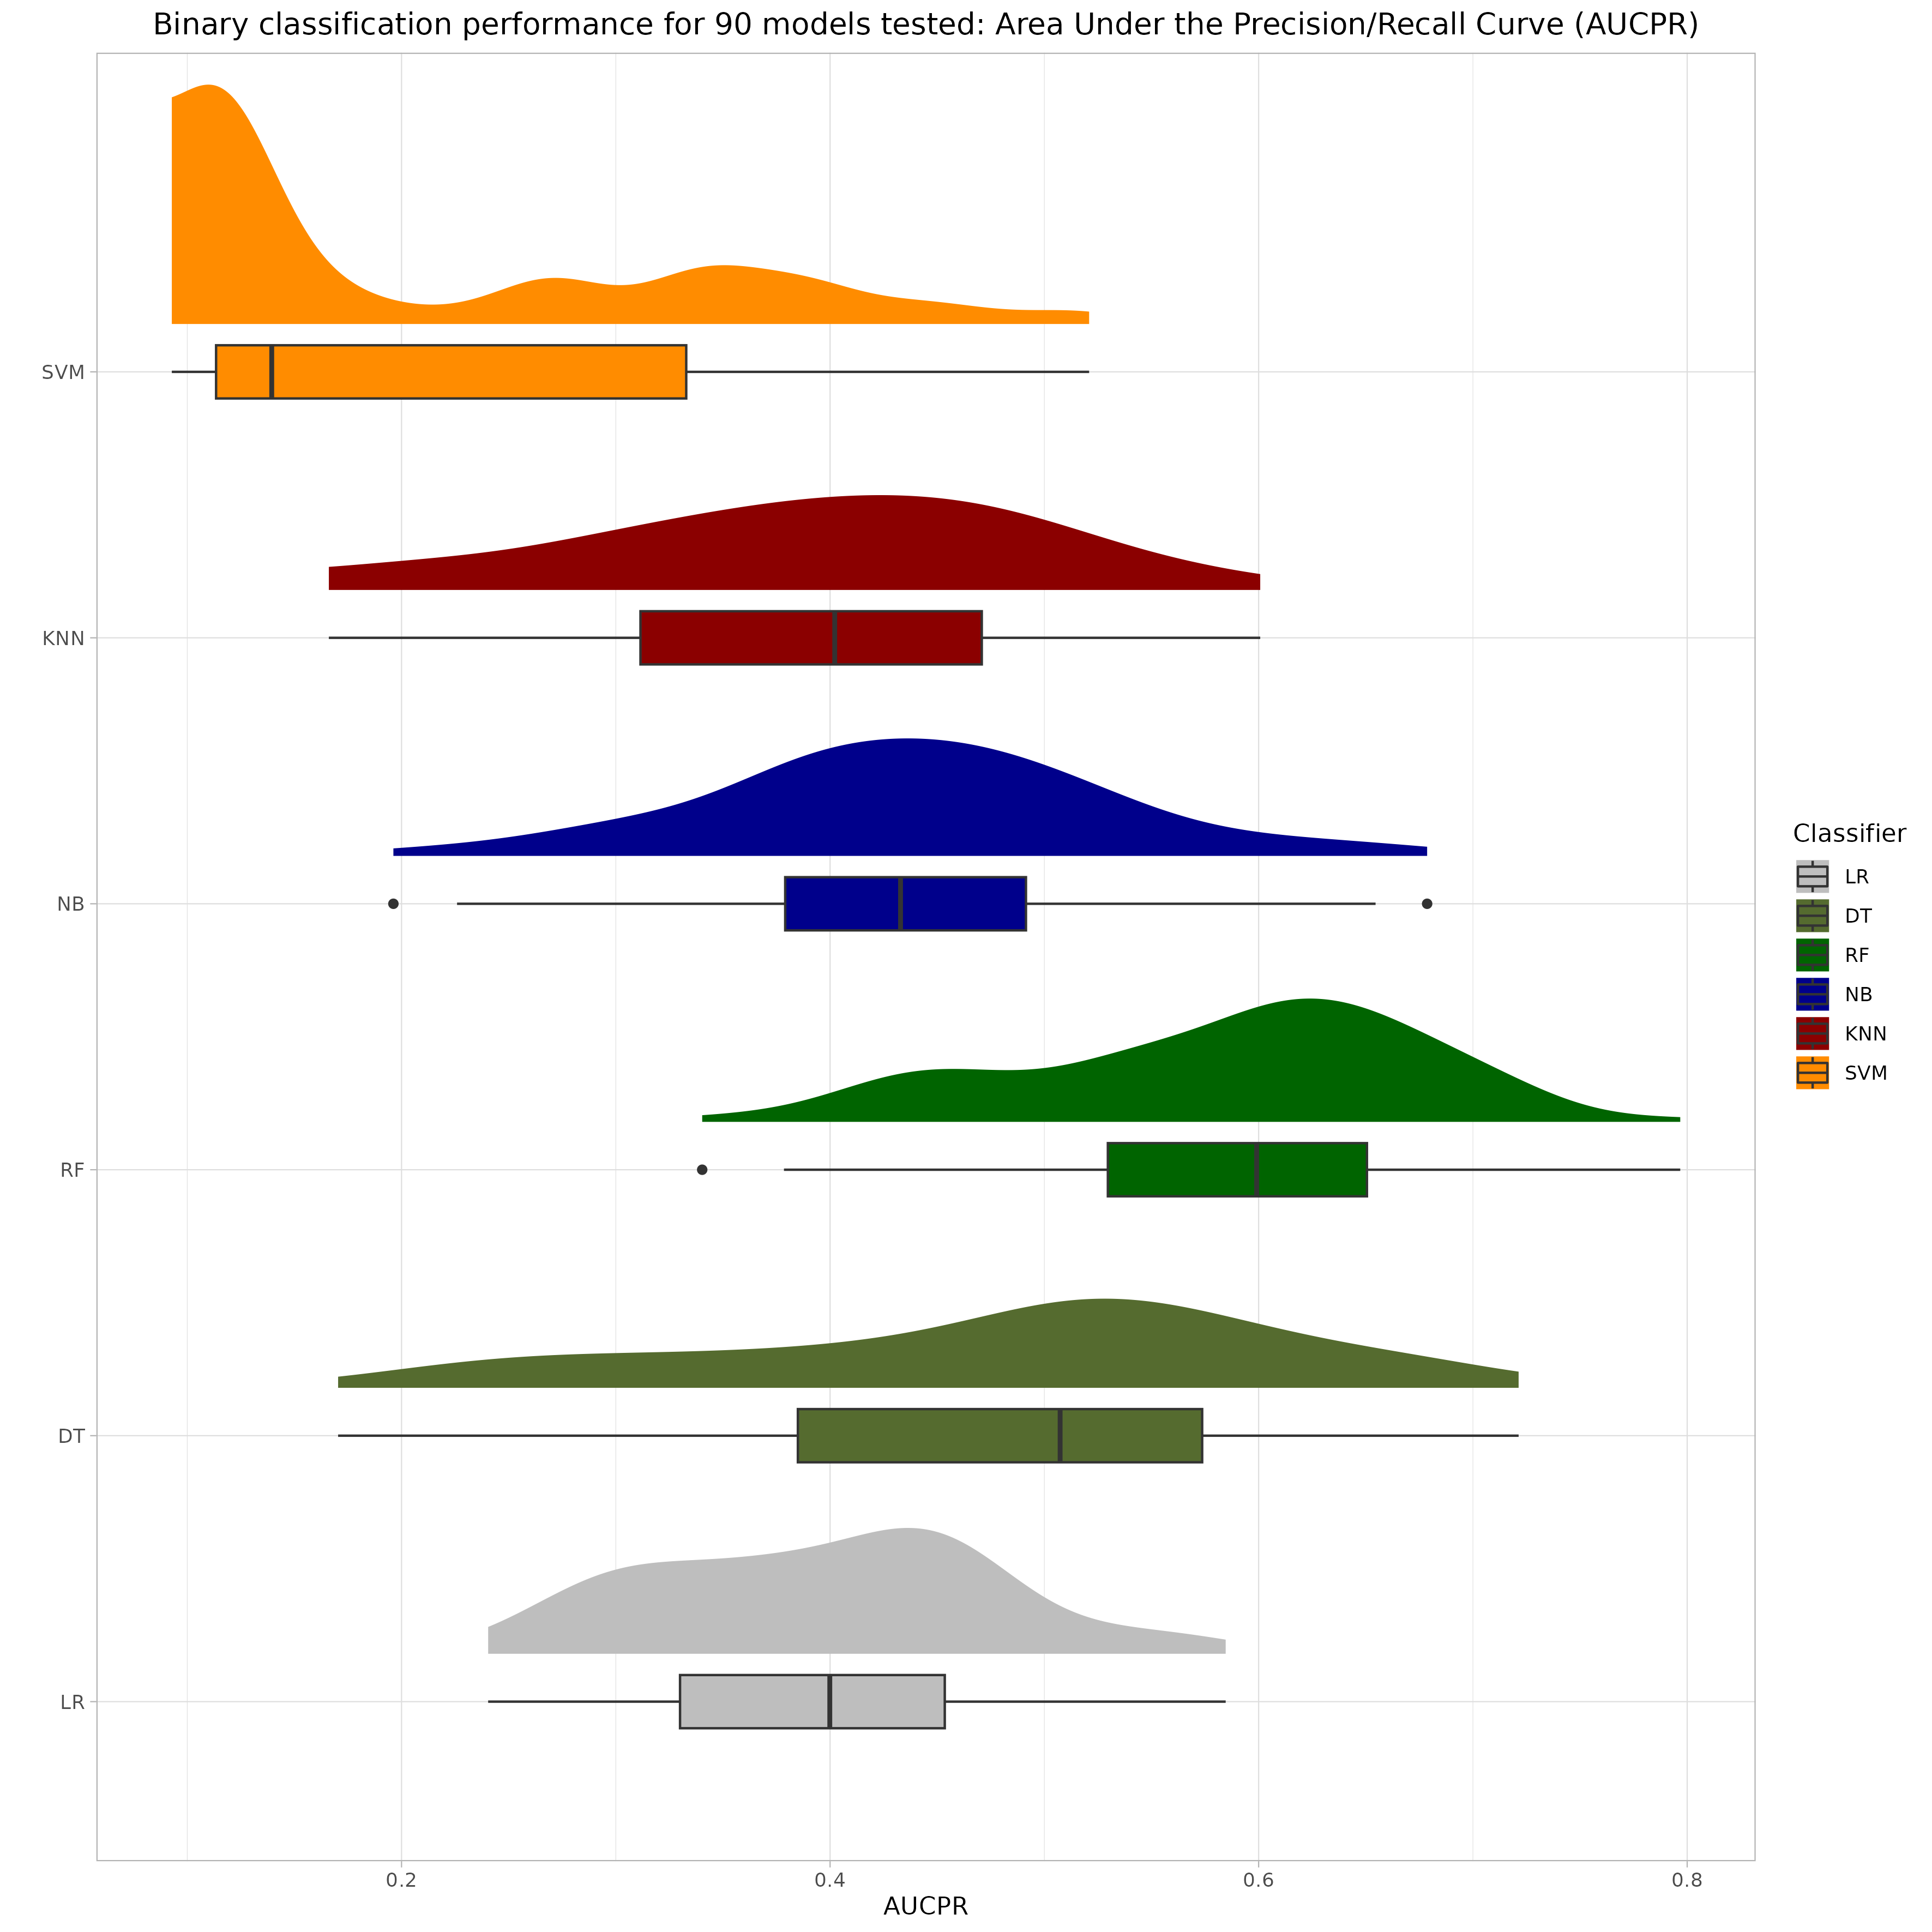 Binary classification performance for 90 models tested: Area Under the Precision/Recall Curve (AUCPR)
SVM
KNN
NB
RF
DT
LR
0.2
0.4
0.6
0.8
AUCPR
Classifier
LR
DT
RF
NB
KNN
SVM